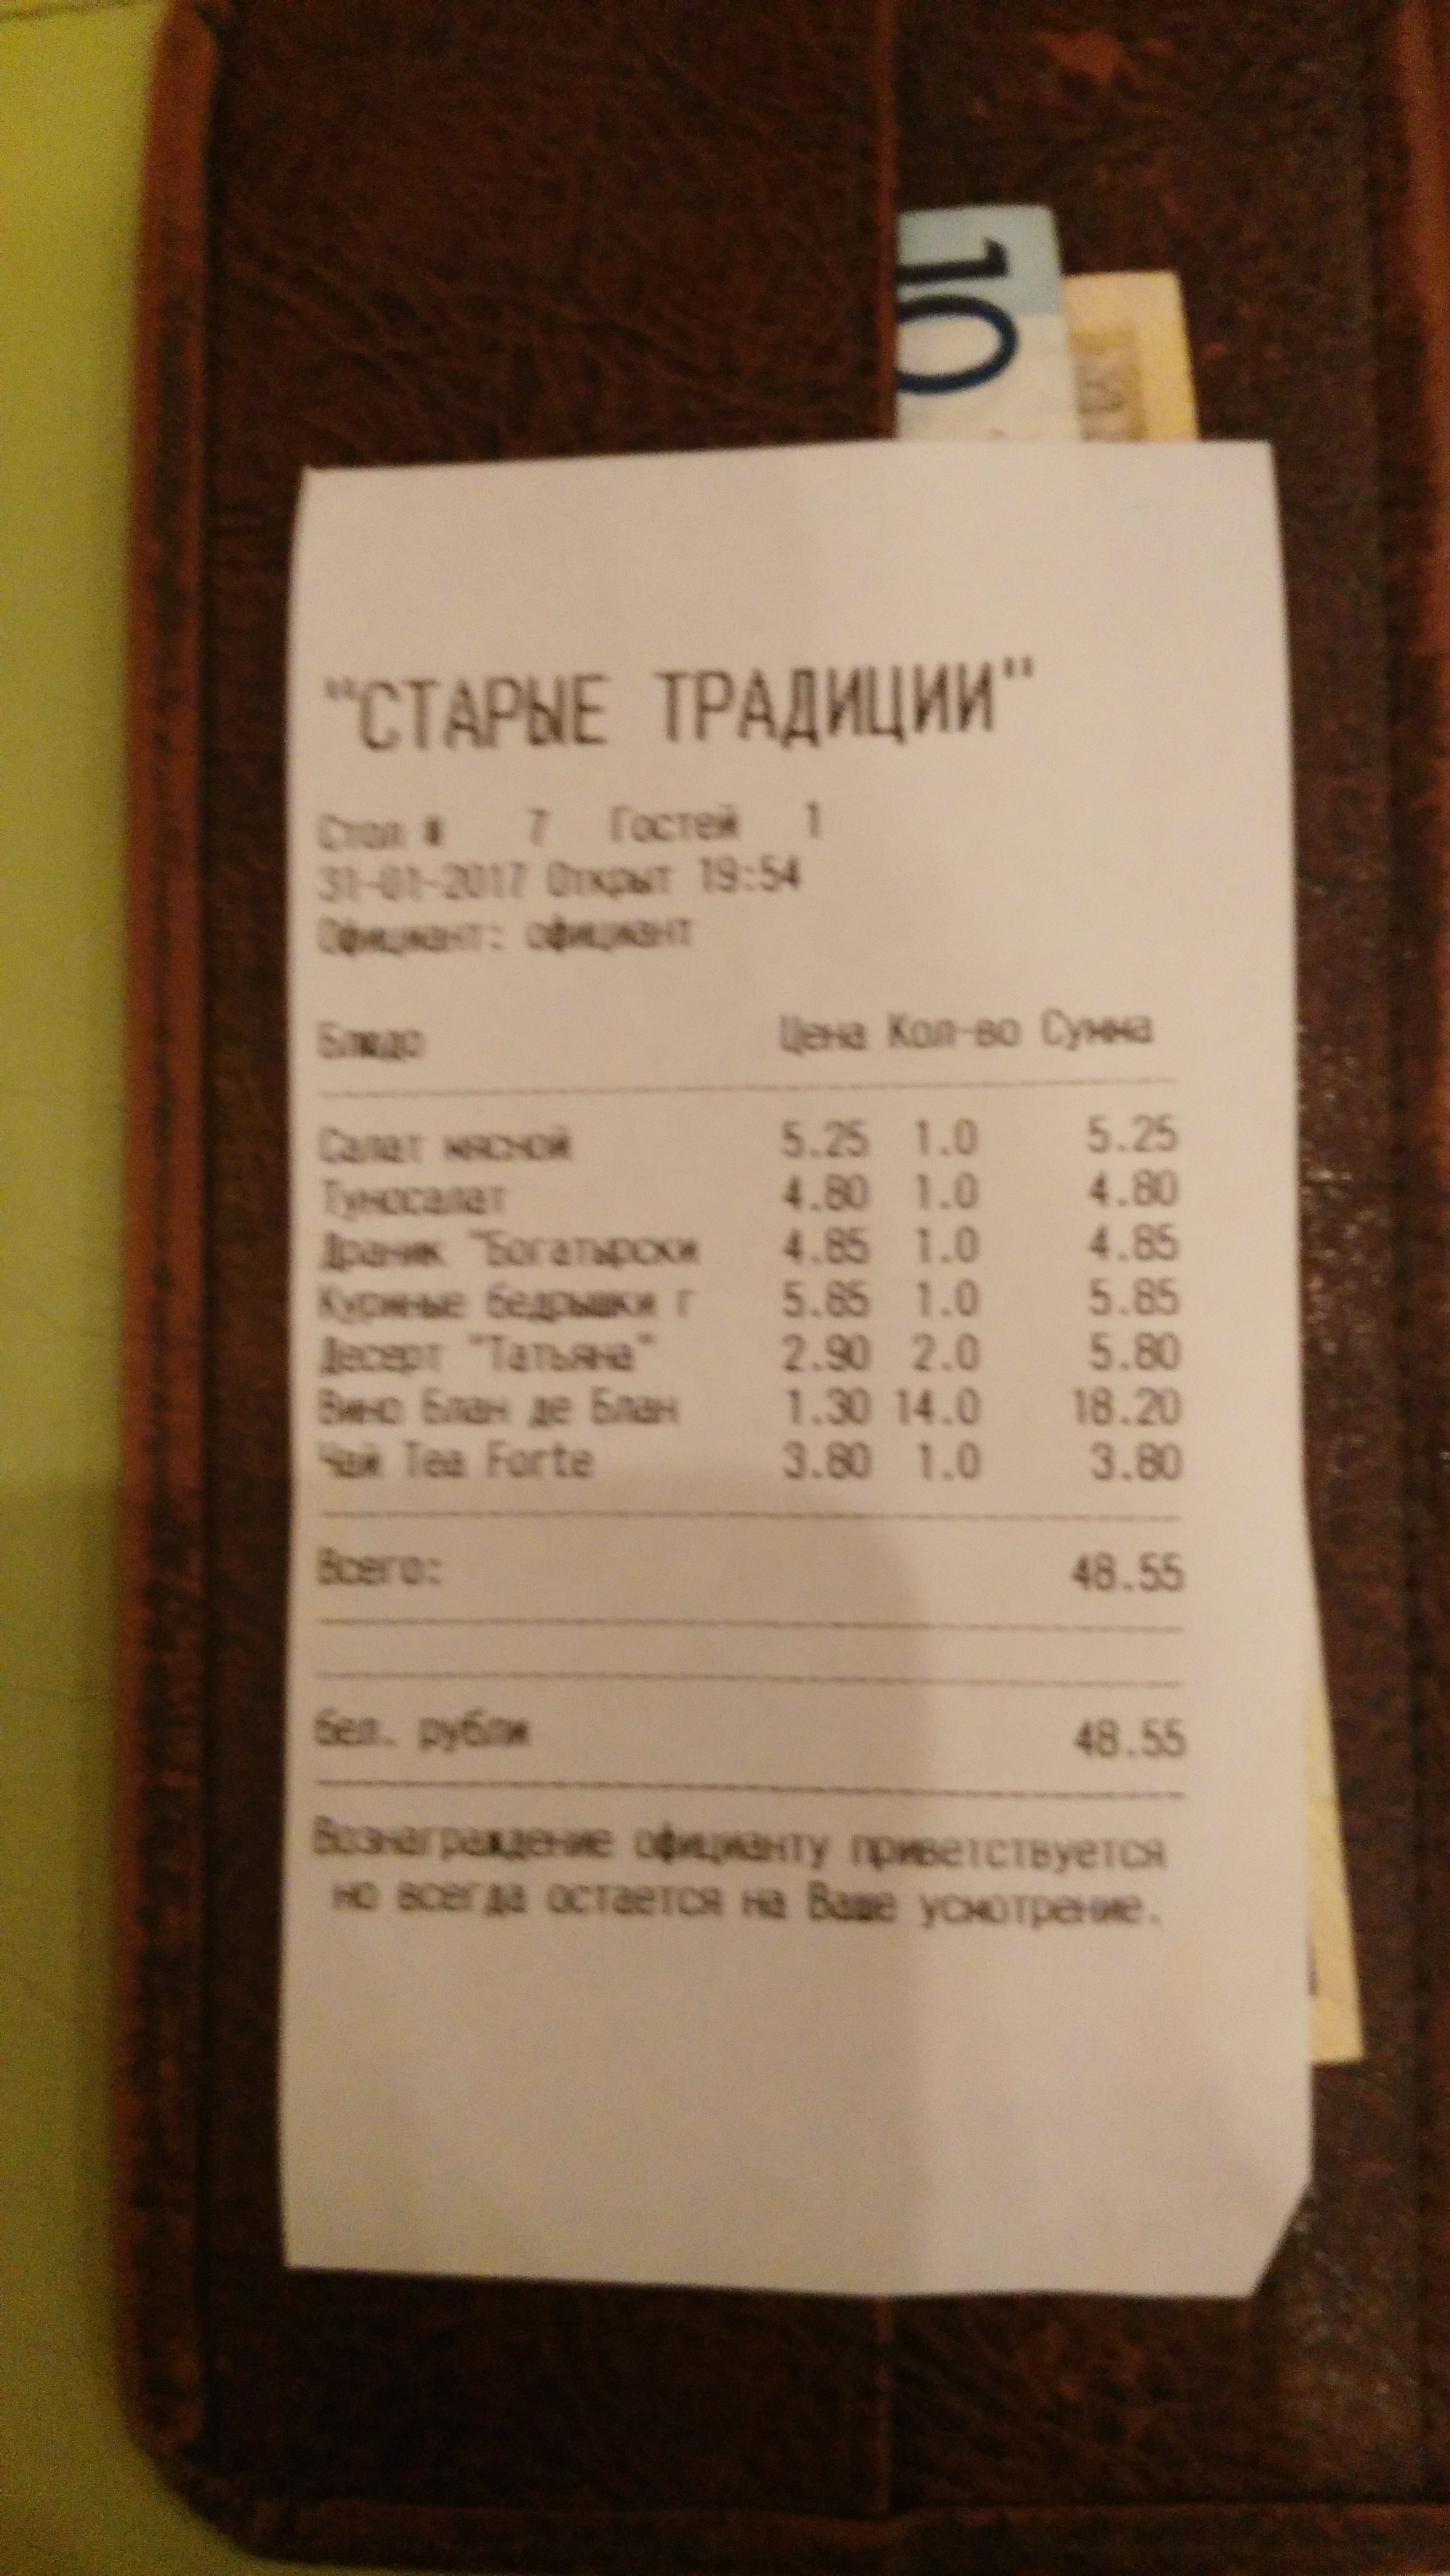 10
"СТАРЫЕ ТРАДИЦИИ"
Стол # 7 Гостей 1
31-01-2017 Открыт 19:54
Официант: официант
Блюдо Цена Кол-во Сумма
Салат мясной 5.25 1.0 5.25
Туносалат 4.80 1.0 4.80
Драник "Богатырски 4.85 1.0 4.85
Куриные бедрышки г 5.85 1.0 5.85
Десерт "Татьяна" 2.90 2.0 5.80
Вино Блан де Блан 1.30 14.0 18.20
Чай Tea Forte 3.80 1.0 3.80
Всего: 48.55
бел. рубли 48.55
Вознаграждение официанту приветствуется
но всегда остается на Ваше усмотрение.